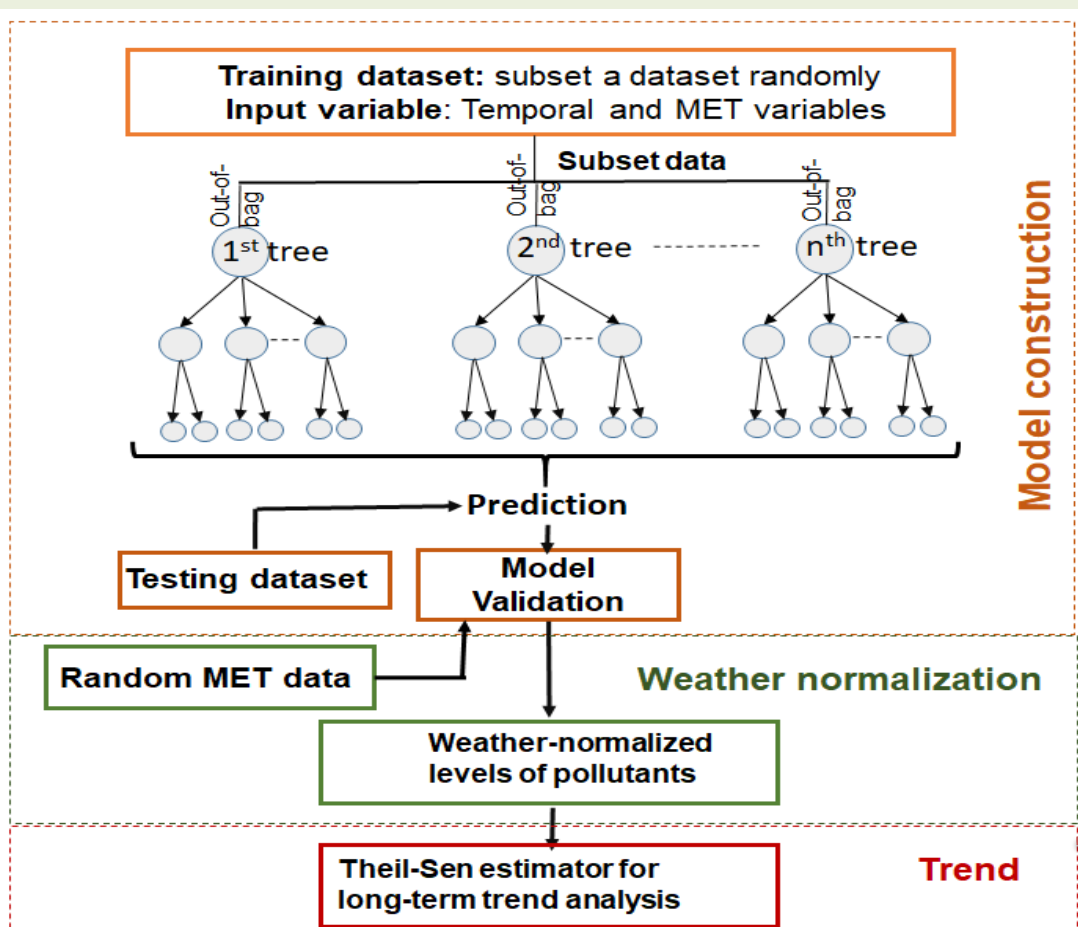 Training dataset: subset a dataset randomly
Input variable: Temporal and MET variables
Subset data
Out-of-
bag
Out-of-
bag
Out-of-
bag
1st tree
2nd tree
nth tree
Model construction
Prediction
Testing dataset
Model
Validation
Random MET data
Weather normalization
Weather-normalized
levels of pollutants
Theil-Sen estimator for
long-term trend analysis
Trend